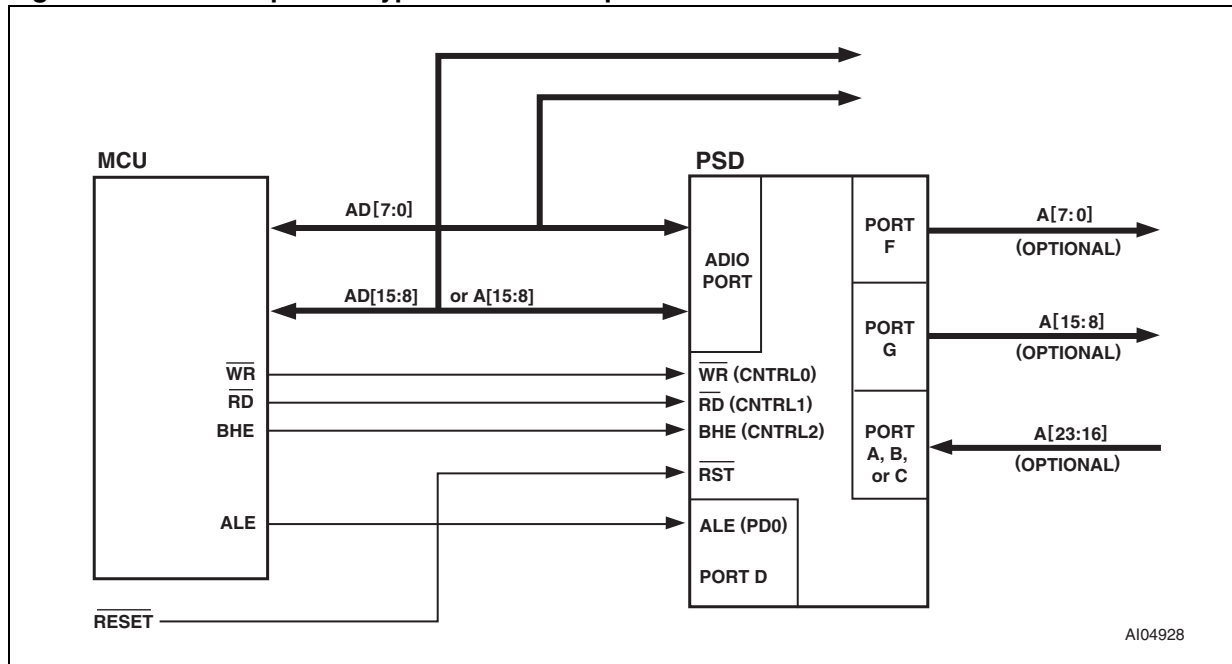 MCU
PSD
AD[7:0]
AD[15:8] or A[15:8]
ADIO
PORT
PORT
F
A[7:0]
(OPTIONAL)
PORT
G
A[15:8]
(OPTIONAL)
PORT
A, B,
or C
A[23:16]
(OPTIONAL)
WR
RD
BHE
ALE
WR (CNTRL0)
RD (CNTRL1)
BHE (CNTRL2)
RST
ALE (PD0)
PORT D
RESET
AI04928